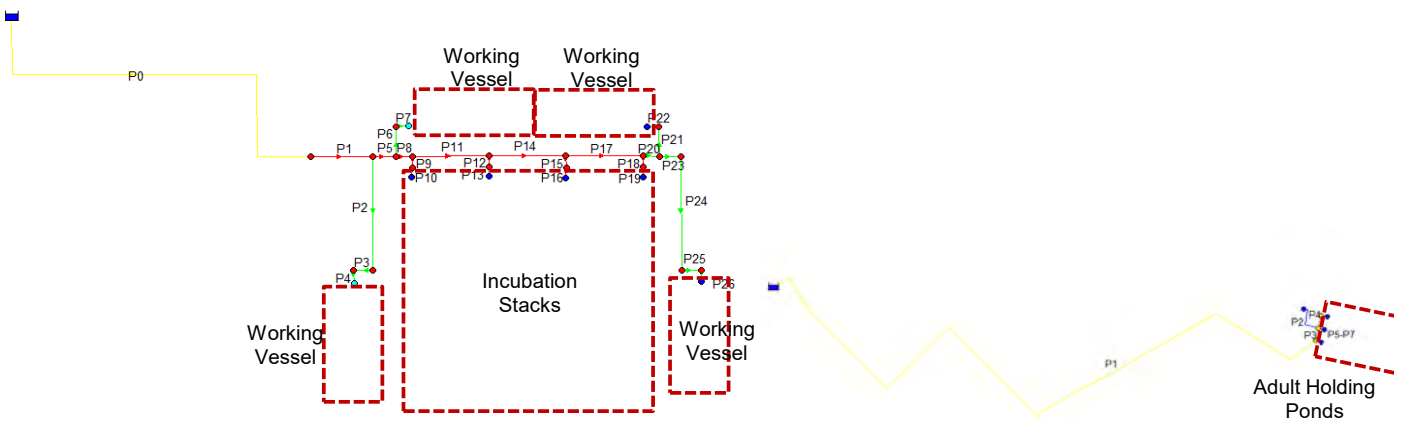 Working
Vessel
Working
Vessel
P0
P7
P22
P6
P21
P1
P5
P8
P11
P14
P17
P20
P23
P9
P12
P15
P18
P10
P13
P16
P19
P2
P24
P3
P25
P4
P26
Incubation
Stacks
Working
Vessel
Working
Vessel
P4
P2
P3
P5-P7
P1
Adult Holding
Ponds